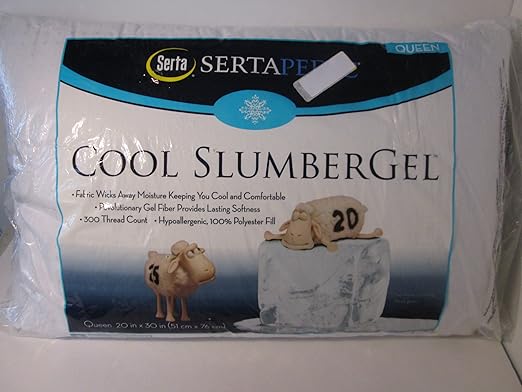 QUEEN
Serta SERTAPE
COOL SLUMBERGEL™
• Fabric Wicks Away Moisture Keeping You Cool and Comfortable
• Revolutionary Gel Fiber Provides Lasting Softness
• 300 Thread Count • Hypoallergenic, 100% Polyester Fill
20
Queen 20 in x 30 in (51 cm x 76 cm)